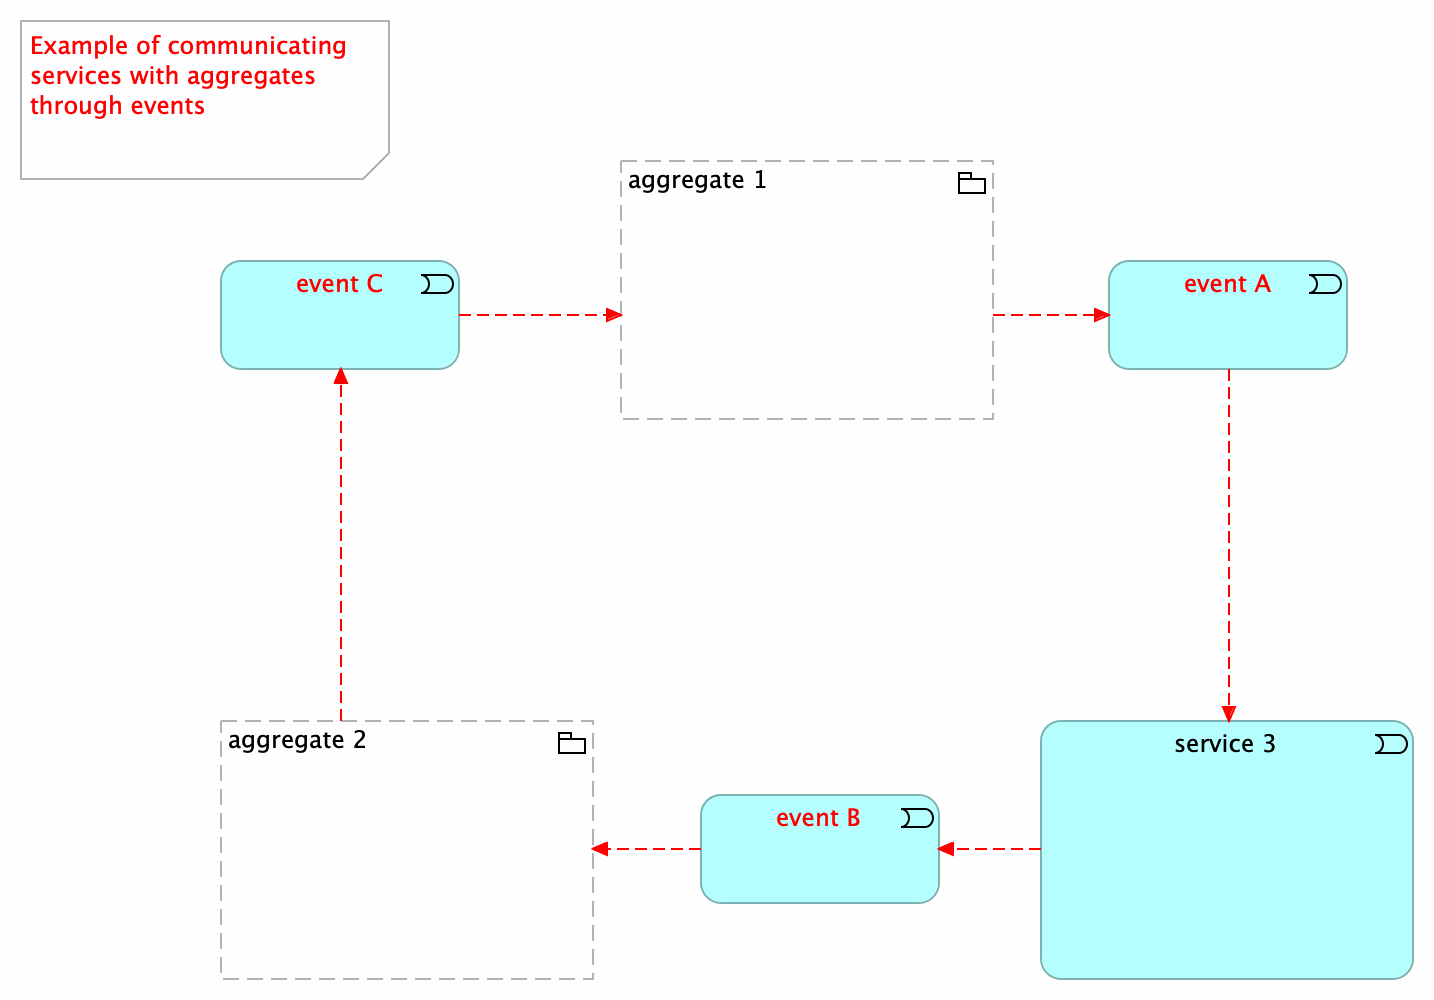 Example of communicating
services with aggregates
through events
aggregate 1
event C
event A
aggregate 2
service 3
event B